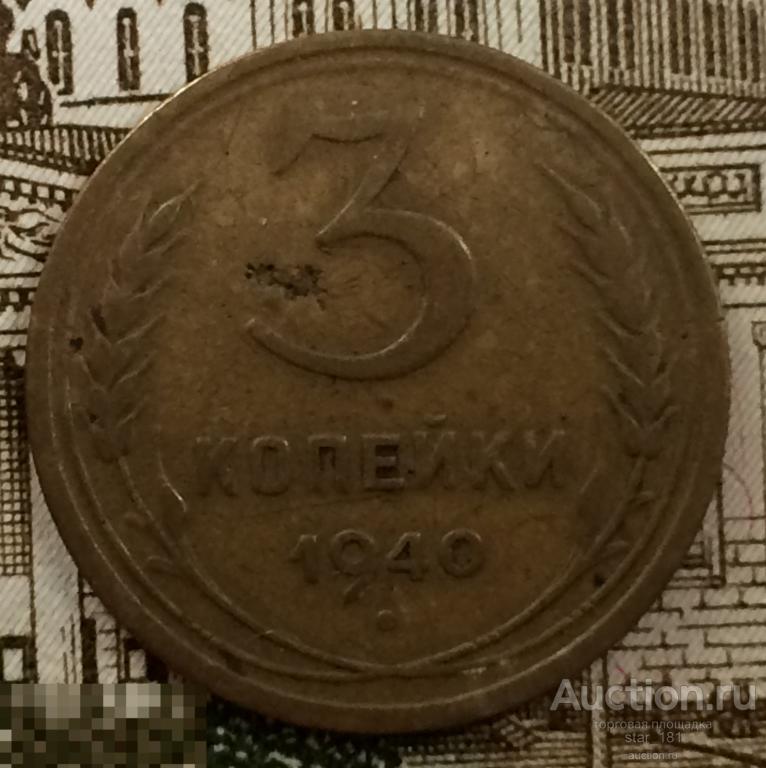 3
КОПЕЙКИ
1940
Auction.ru
торговая площадка
star_181
auction.ru